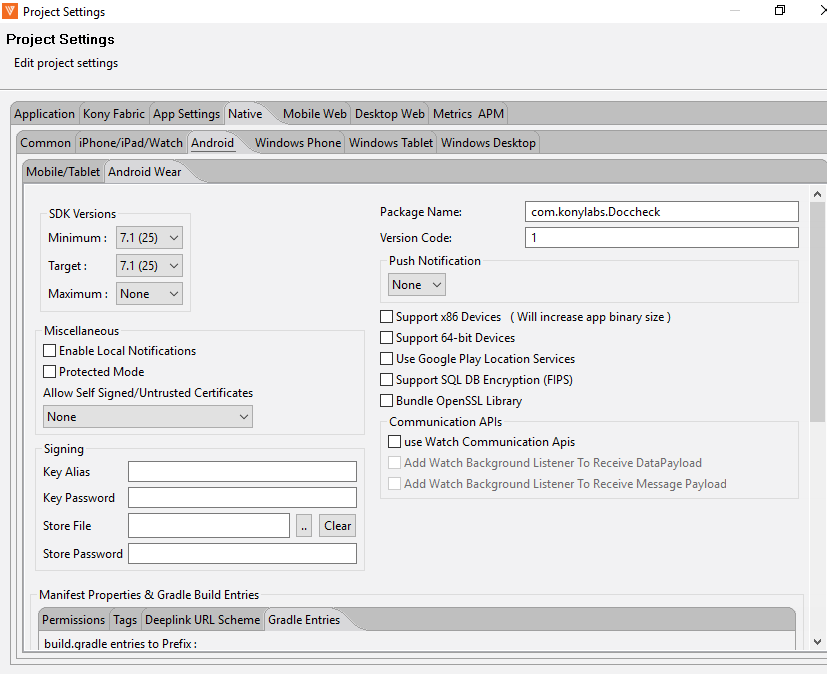 Project Settings
Project Settings
Edit project settings
Application Kony Fabric App Settings Native Mobile Web Desktop Web Metrics APM
Common iPhone/iPad/Watch Android Windows Phone Windows Tablet Windows Desktop
Mobile/Tablet Android Wear
SDK Versions
Minimum : 7.1 (25)
Target : 7.1 (25)
Maximum : None
Miscellaneous
Enable Local Notifications
Protected Mode
Allow Self Signed/Untrusted Certificates
None
Signing
Key Alias
Key Password
Store File .. Clear
Store Password
Package Name: com.konylabs.Doccheck
Version Code: 1
Push Notification
None
Support x86 Devices ( Will increase app binary size )
Support 64-bit Devices
Use Google Play Location Services
Support SQL DB Encryption (FIPS)
Bundle OpenSSL Library
Communication APIs
use Watch Communication Apis
Add Watch Background Listener To Receive DataPayload
Add Watch Background Listener To Receive Message Payload
Manifest Properties & Gradle Build Entries
Permissions Tags Deeplink URL Scheme Gradle Entries
build.gradle entries to Prefix :